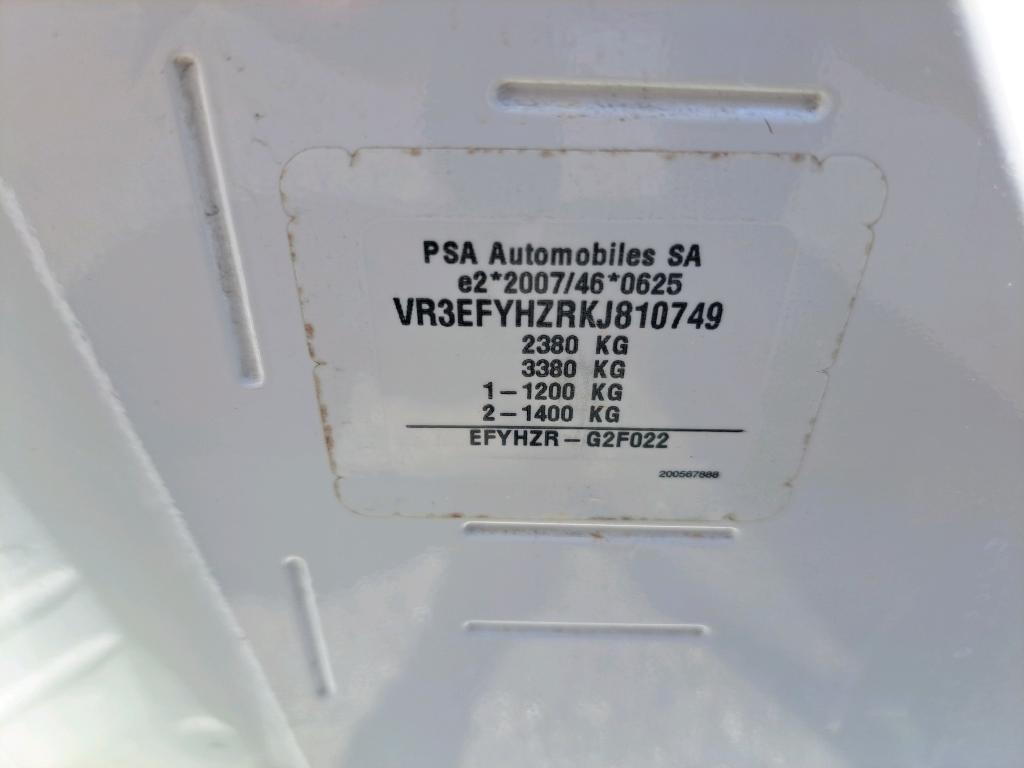 PSA Automobiles SA
e2*2007/46*0625
VR3EFYHZRKJ810749
2380 KG
3380 KG
1-1200 KG
2-1400 KG
EFYHZR-G2F022
200567888